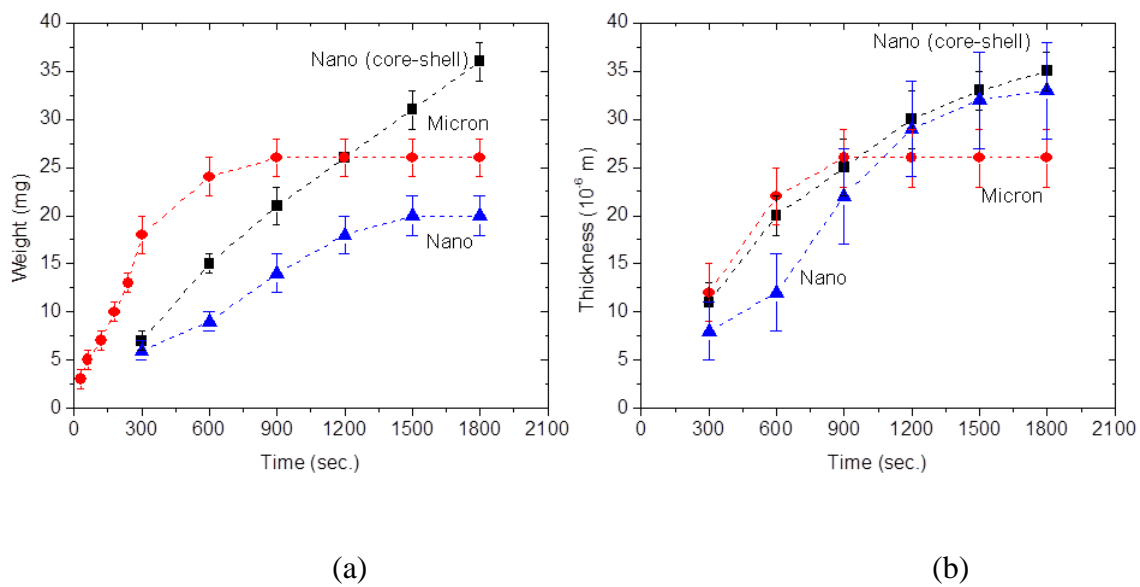 40
35
30
25
20
15
10
5
0
Weight (mg)
Nano (core-shell)
Micron
Nano
0 300 600 900 1200 1500 1800 2100
Time (sec.)
(a)
40
35
30
25
20
15
10
5
0
Thickness (10⁻⁶ m)
Nano (core-shell)
Micron
Nano
0 300 600 900 1200 1500 1800 2100
Time (sec.)
(b)